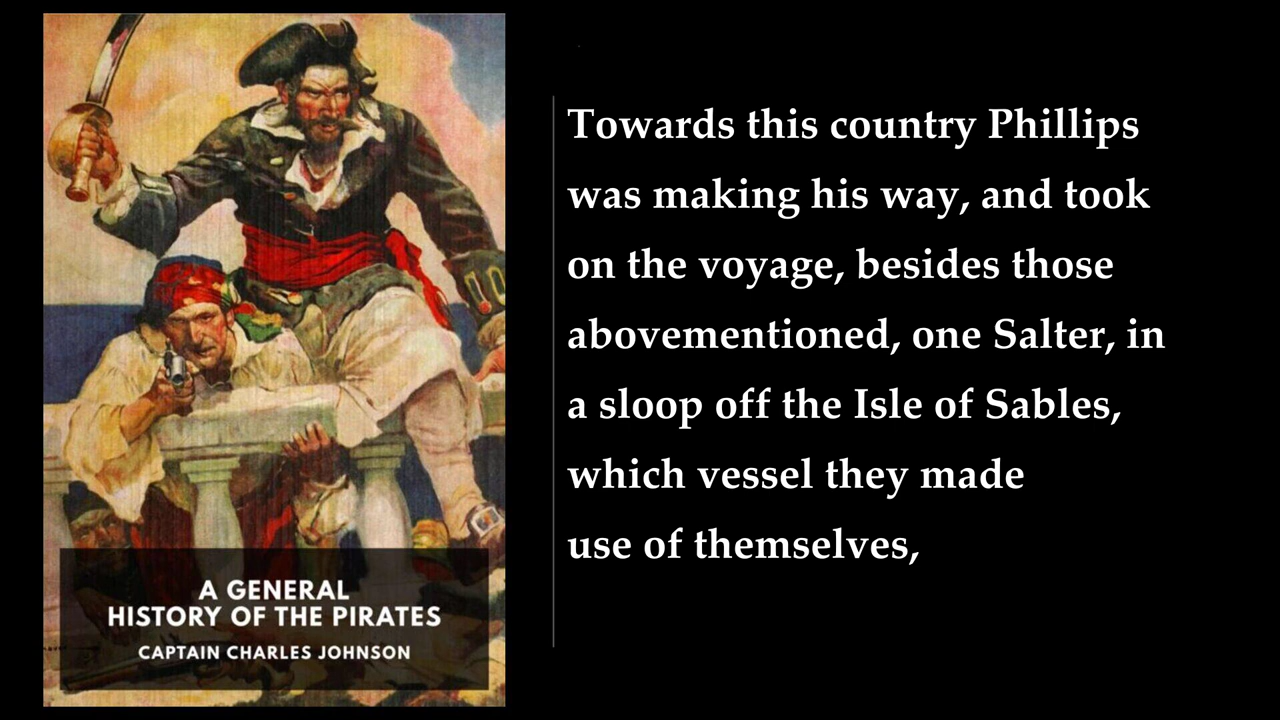 A GENERAL
HISTORY OF THE PIRATES
CAPTAIN CHARLES JOHNSON
Towards this country Phillips
was making his way, and took
on the voyage, besides those
abovementioned, one Salter, in
a sloop off the Isle of Sables,
which vessel they made
use of themselves,